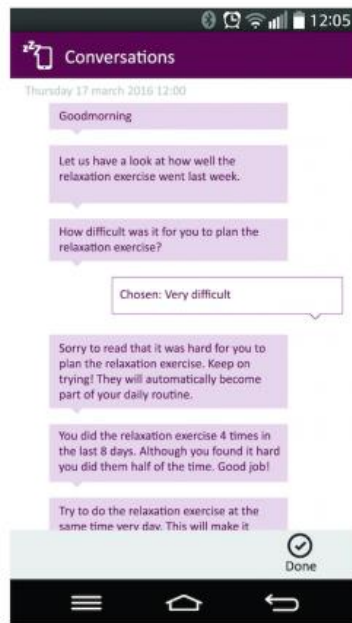 12:05
Conversations
Thursday 17 march 2016 12:00
Goodmorning
Let us have a look at how well the
relaxation exercise went last week.
How difficult was it for you to plan the
relaxation exercise?
Chosen: Very difficult
Sorry to read that it was hard for you to
plan the relaxation exercise. Keep on
trying! They will automatically become
part of your daily routine.
You did the relaxation exercise 4 times in
the last 8 days. Although you found it hard
you did them half of the time. Good job!
Try to do the relaxation exercise at the
same time very day. This will make it
Done